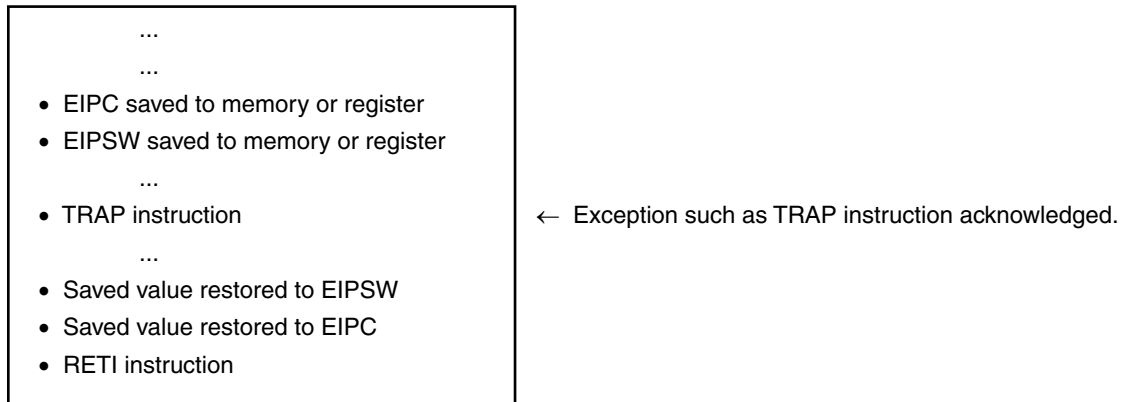 ...
...
• EIPC saved to memory or register
• EIPSW saved to memory or register
...
• TRAP instruction ← Exception such as TRAP instruction acknowledged.
...
• Saved value restored to EIPSW
• Saved value restored to EIPC
• RETI instruction